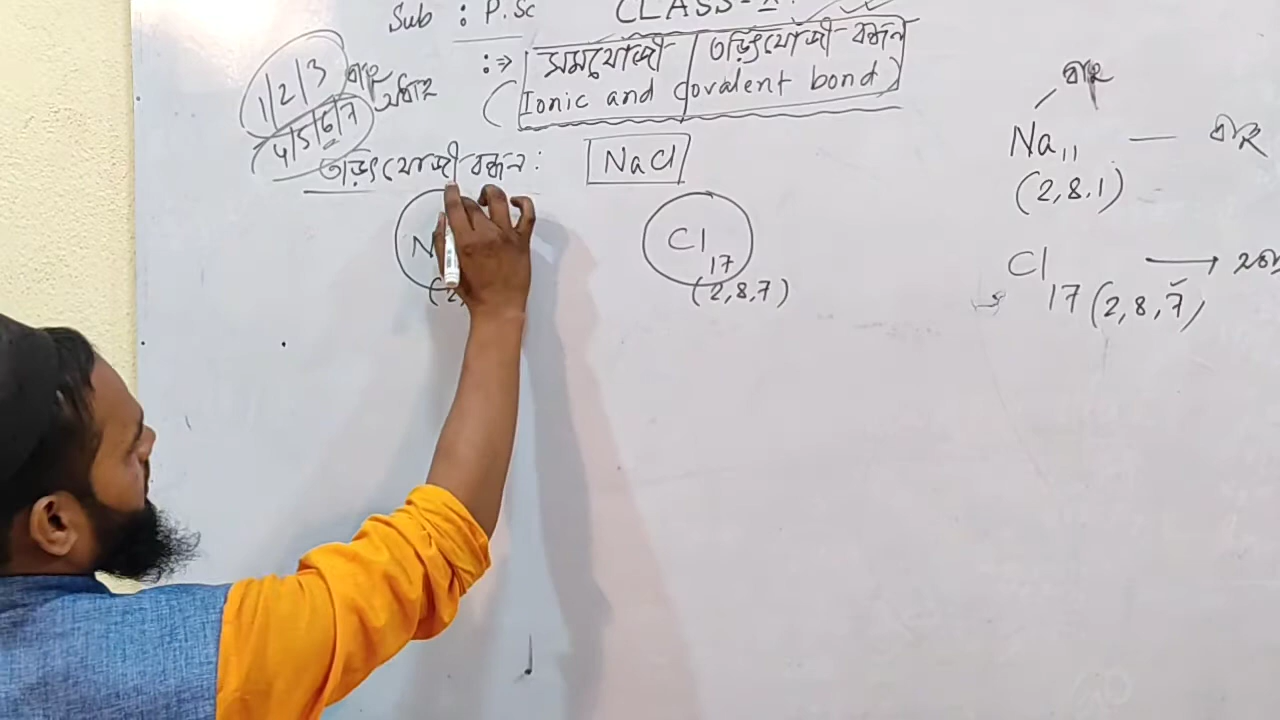 Sub : P.Sc CLASS-X
:⇒ সমযোজী / তড়িৎযোজী বন্ধন
(Ionic and covalent bond)
1/2/3 ধাতু
4/5/6/7 অধাতু
তড়িৎযোজী বন্ধন : NaCl
N
(2,
Cl 17
(2,8,7)
ধাতু
Na 11 —
(2,8,1)
Cl 17 (2,8,7) →